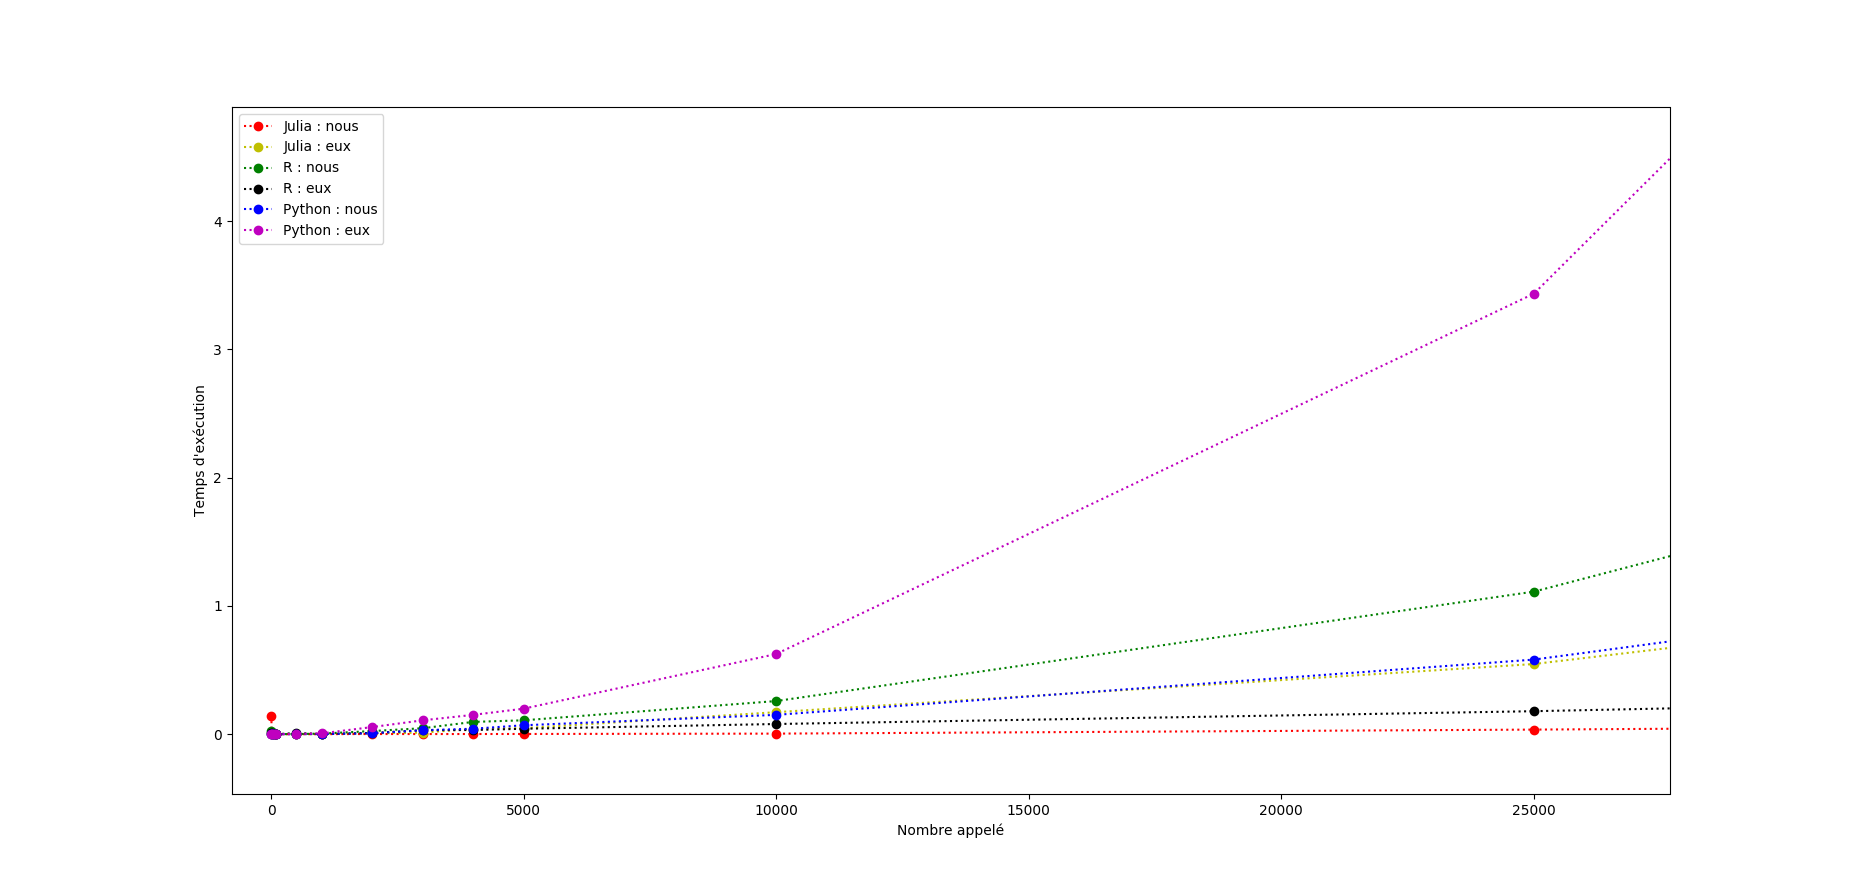 Julia : nous
Julia : eux
R : nous
R : eux
Python : nous
Python : eux
4
3
2
1
0
Temps d'exécution
0
5000
10000
15000
20000
25000
Nombre appelé